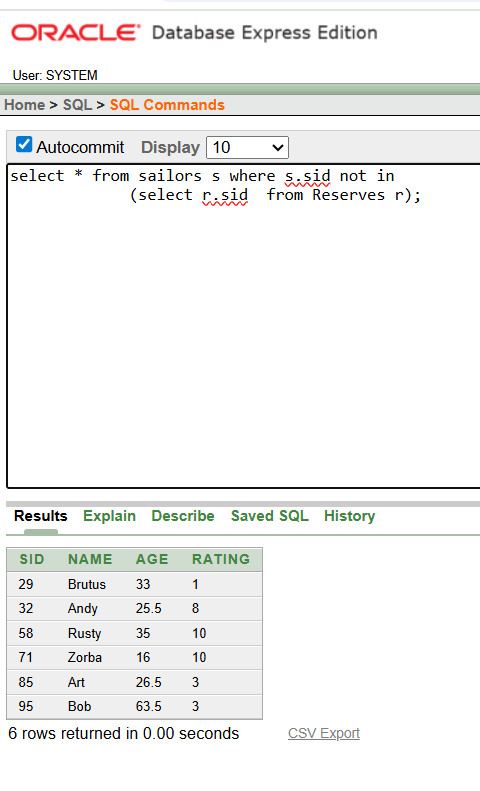 ORACLE Database Express Edition
User: SYSTEM
Home > SQL > SQL Commands
Autocommit Display 10
select * from sailors s where s.sid not in
(select r.sid  from Reserves r);
Results Explain Describe Saved SQL History
SID NAME AGE RATING
29 Brutus 33 1
32 Andy 25.5 8
58 Rusty 35 10
71 Zorba 16 10
85 Art 26.5 3
95 Bob 63.5 3
6 rows returned in 0.00 seconds CSV Export